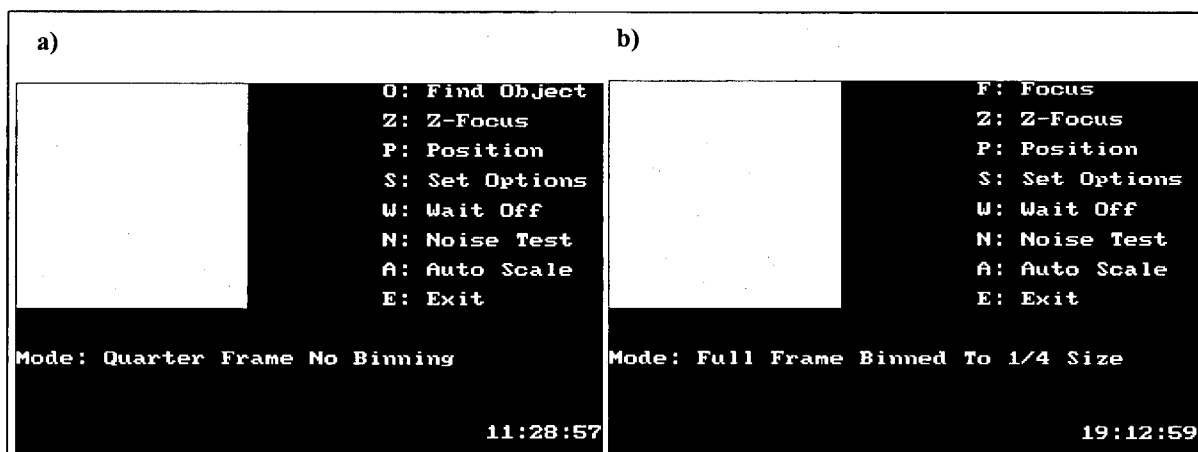 a)
O: Find Object
Z: Z-Focus
P: Position
S: Set Options
W: Wait Off
N: Noise Test
A: Auto Scale
E: Exit
Mode: Quarter Frame No Binning
11:28:57
b)
F: Focus
Z: Z-Focus
P: Position
S: Set Options
W: Wait Off
N: Noise Test
A: Auto Scale
E: Exit
Mode: Full Frame Binned To 1/4 Size
19:12:59